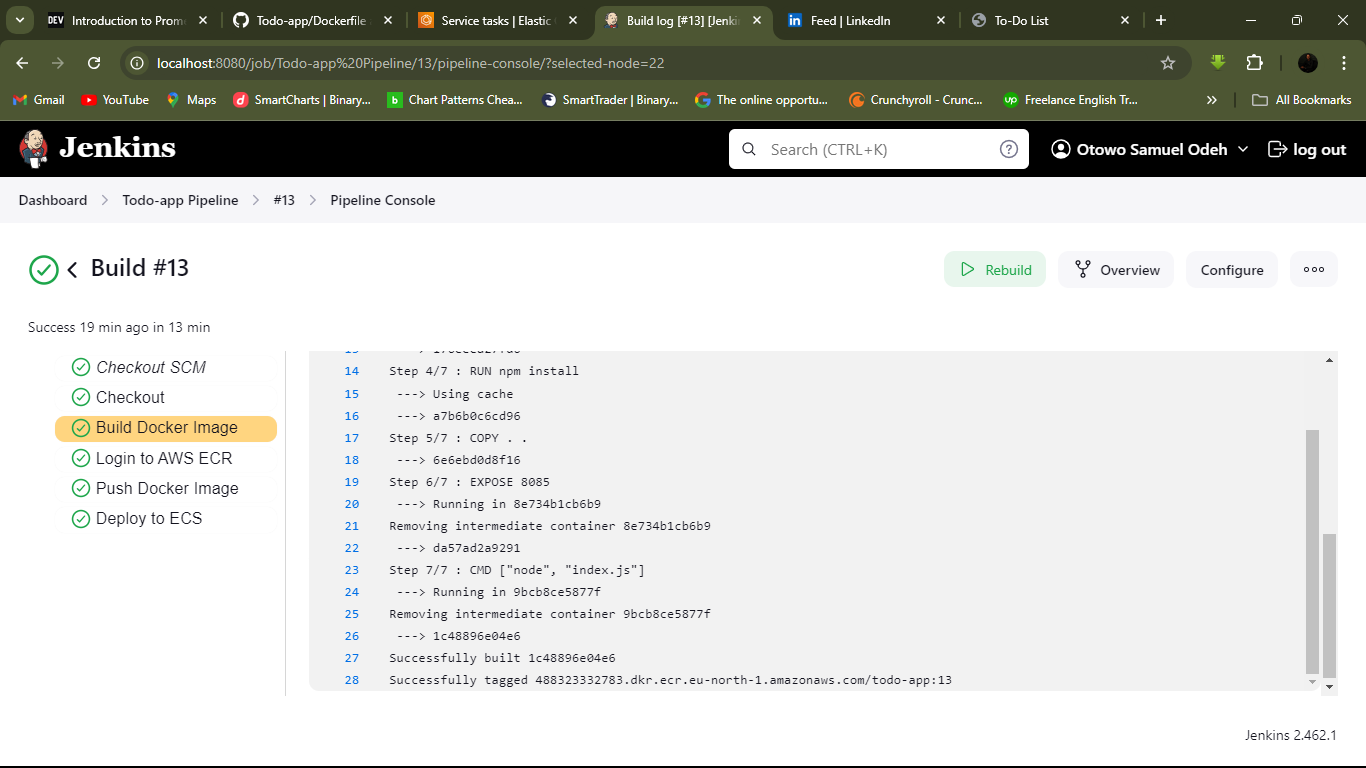 Introduction to Prom
Todo-app/Dockerfile
Service tasks | Elastic
Build log [#13] [Jenki
Feed | LinkedIn
To-Do List
localhost:8080/job/Todo-app%20Pipeline/13/pipeline-console/?selected-node=22
Gmail
YouTube
Maps
SmartCharts | Binary...
Chart Patterns Chea...
SmartTrader | Binary...
The online opportu...
Crunchyroll - Crunc...
Freelance English Tr...
All Bookmarks
Jenkins
Search (CTRL+K)
Otowo Samuel Odeh
log out
Dashboard
Todo-app Pipeline
#13
Pipeline Console
Build #13
Rebuild
Overview
Configure
Success 19 min ago in 13 min
Checkout SCM
Checkout
Build Docker Image
Login to AWS ECR
Push Docker Image
Deploy to ECS
14 Step 4/7 : RUN npm install
15 ---> Using cache
16 ---> a7b6b0c6cd96
17 Step 5/7 : COPY . .
18 ---> 6e6ebd0d8f16
19 Step 6/7 : EXPOSE 8085
20 ---> Running in 8e734b1cb6b9
21 Removing intermediate container 8e734b1cb6b9
22 ---> da57ad2a9291
23 Step 7/7 : CMD ["node", "index.js"]
24 ---> Running in 9bcb8ce5877f
25 Removing intermediate container 9bcb8ce5877f
26 ---> 1c48896e04e6
27 Successfully built 1c48896e04e6
28 Successfully tagged 488323332783.dkr.ecr.eu-north-1.amazonaws.com/todo-app:13
Jenkins 2.462.1